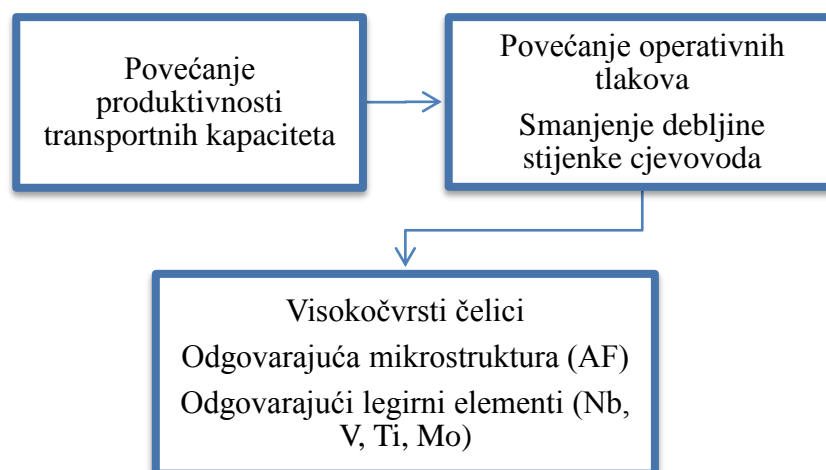 Povećanje
produktivnosti
transportnih kapaciteta
Povećanje operativnih
tlakova
Smanjenje debljine
stijenke cjevovoda
Visokočvrsti čelici
Odgovarajuća mikrostruktura (AF)
Odgovarajući legirni elementi (Nb,
V, Ti, Mo)